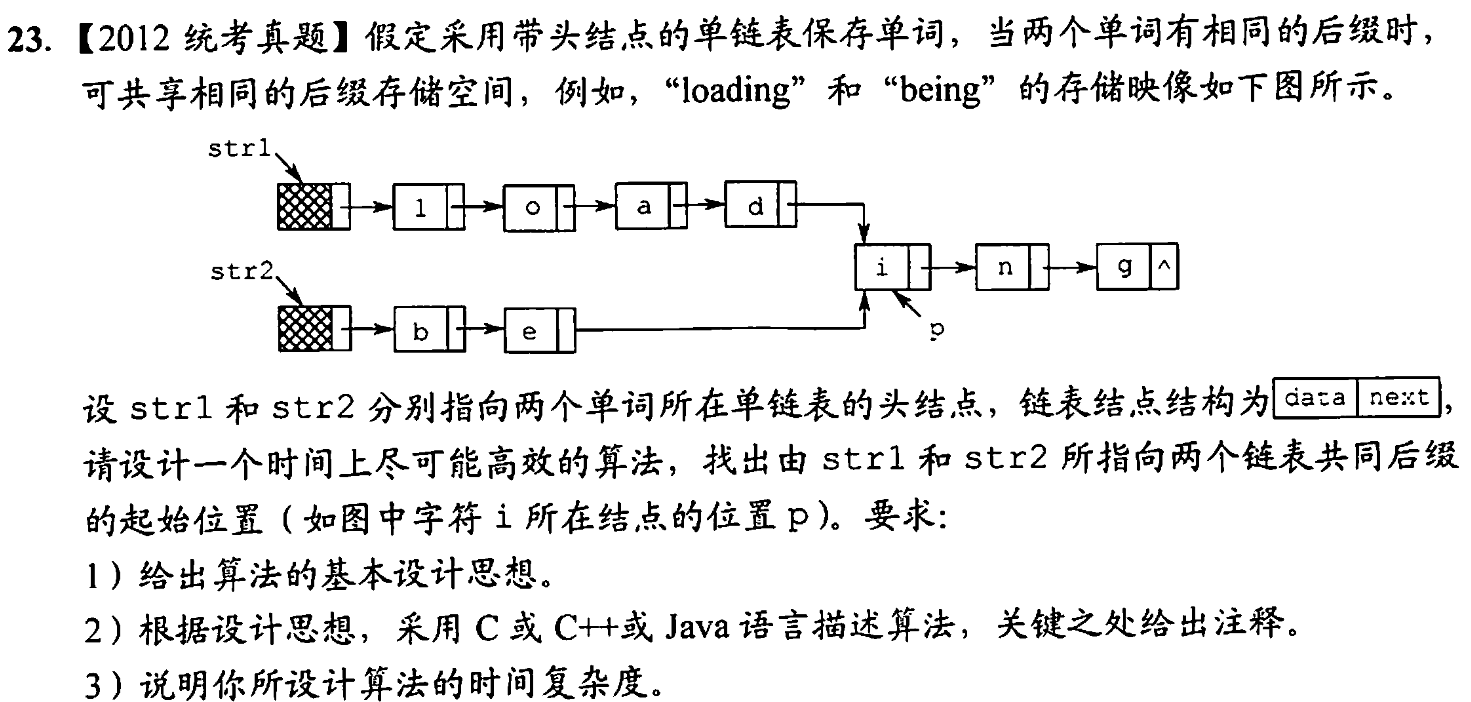 23. 【2012 统考真题】假定采用带头结点的单链表保存单词，当两个单词有相同的后缀时，
可共享相同的后缀存储空间，例如，“loading”和“being”的存储映像如下图所示。
str1
l o a d
str2
i n g ^
b e
p
设 str1 和 str2 分别指向两个单词所在单链表的头结点，链表结点结构为 data next，
请设计一个时间上尽可能高效的算法，找出由 str1 和 str2 所指向两个链表共同后缀
的起始位置（如图中字符 i 所在结点的位置 p）。要求：
1）给出算法的基本设计思想。
2）根据设计思想，采用 C 或 C++或 Java 语言描述算法，关键之处给出注释。
3）说明你所设计算法的时间复杂度。